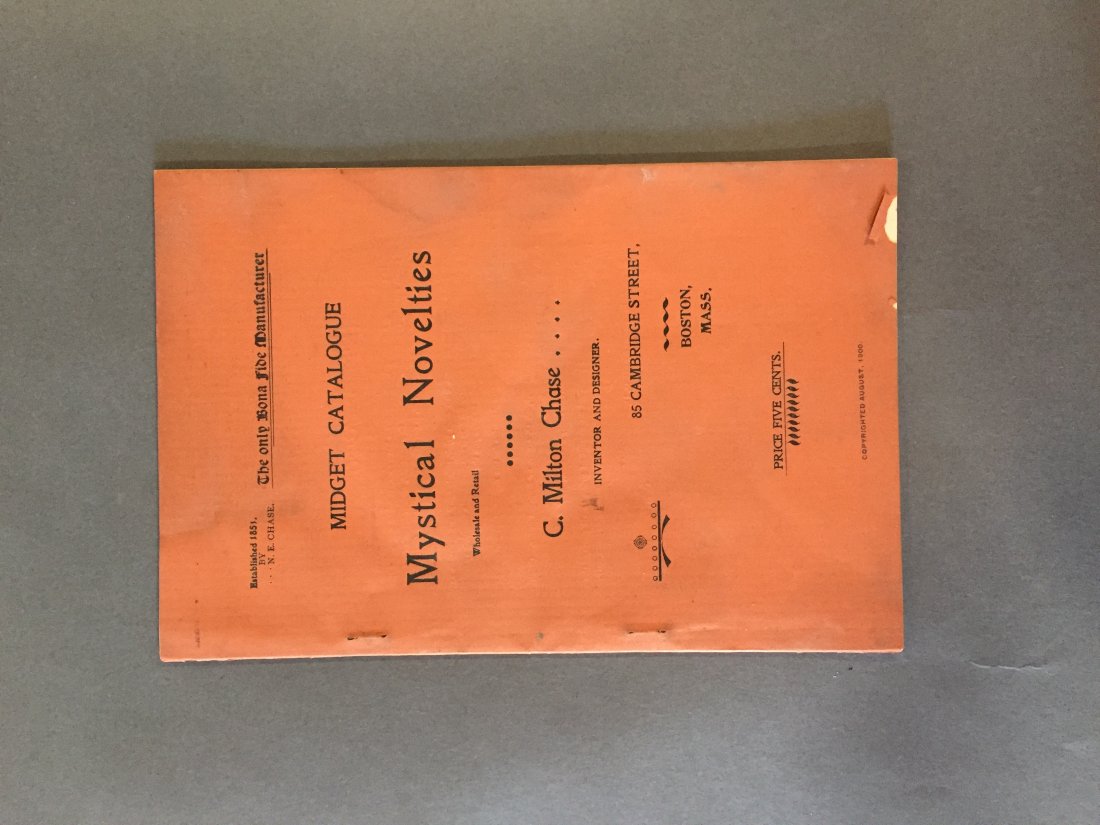 Established 1851.
BY
. . . N. E. CHASE.
The only Bona Fide Manufacturer
MIDGET CATALOGUE
Mystical Novelties
Wholesale and Retail
C. Milton Chase . . . .
INVENTOR AND DESIGNER.
85 CAMBRIDGE STREET,
BOSTON,
MASS.
PRICE FIVE CENTS.
COPYRIGHTED AUGUST, 1900.